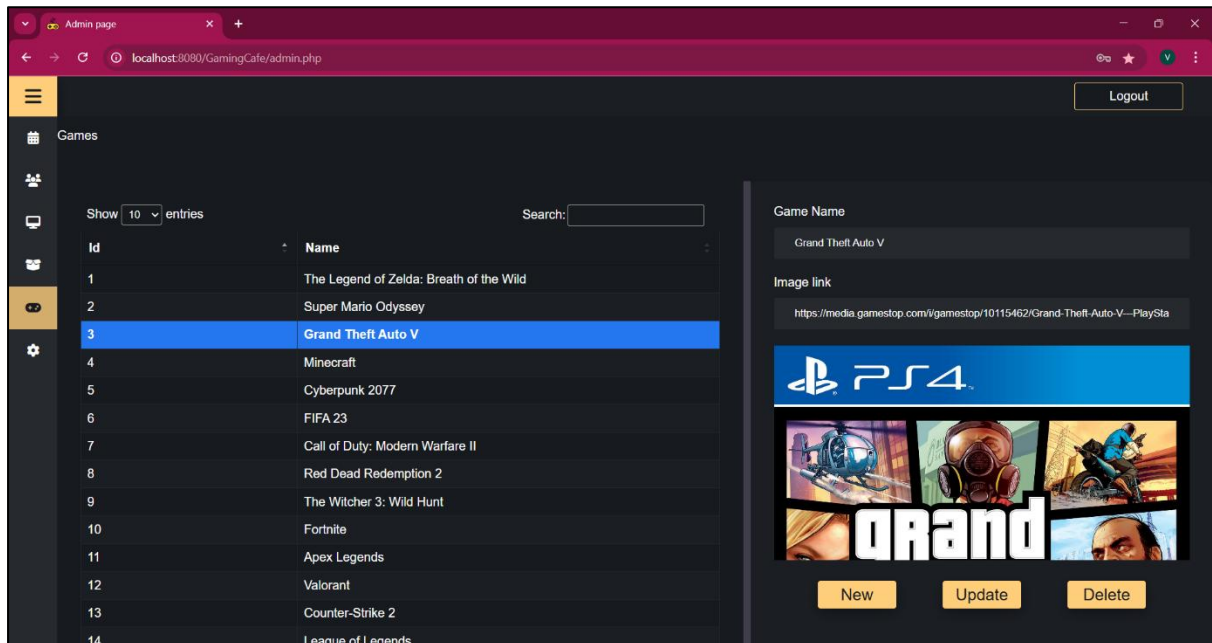 Admin page
localhost:8080/GamingCafe/admin.php
V
Logout
Games
Show 10 entries
Search:
Id Name
1 The Legend of Zelda: Breath of the Wild
2 Super Mario Odyssey
3 Grand Theft Auto V
4 Minecraft
5 Cyberpunk 2077
6 FIFA 23
7 Call of Duty: Modern Warfare II
8 Red Dead Redemption 2
9 The Witcher 3: Wild Hunt
10 Fortnite
11 Apex Legends
12 Valorant
13 Counter-Strike 2
14 League of Legends
Game Name
Grand Theft Auto V
Image link
https://media.gamestop.com/i/gamestop/10115462/Grand-Theft-Auto-V---PlaySta
PS4
GRAND
New Update Delete